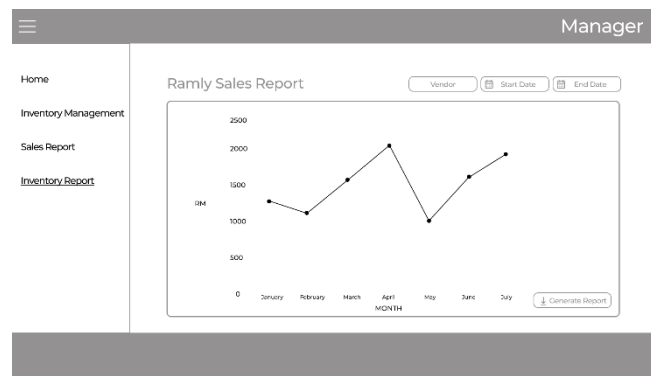 Manager
Home
Inventory Management
Sales Report
Inventory Report
Ramly Sales Report
Vendor
Start Date
End Date
2500
2000
1500
RM
1000
500
0
January February March April May June July
MONTH
Generate Report